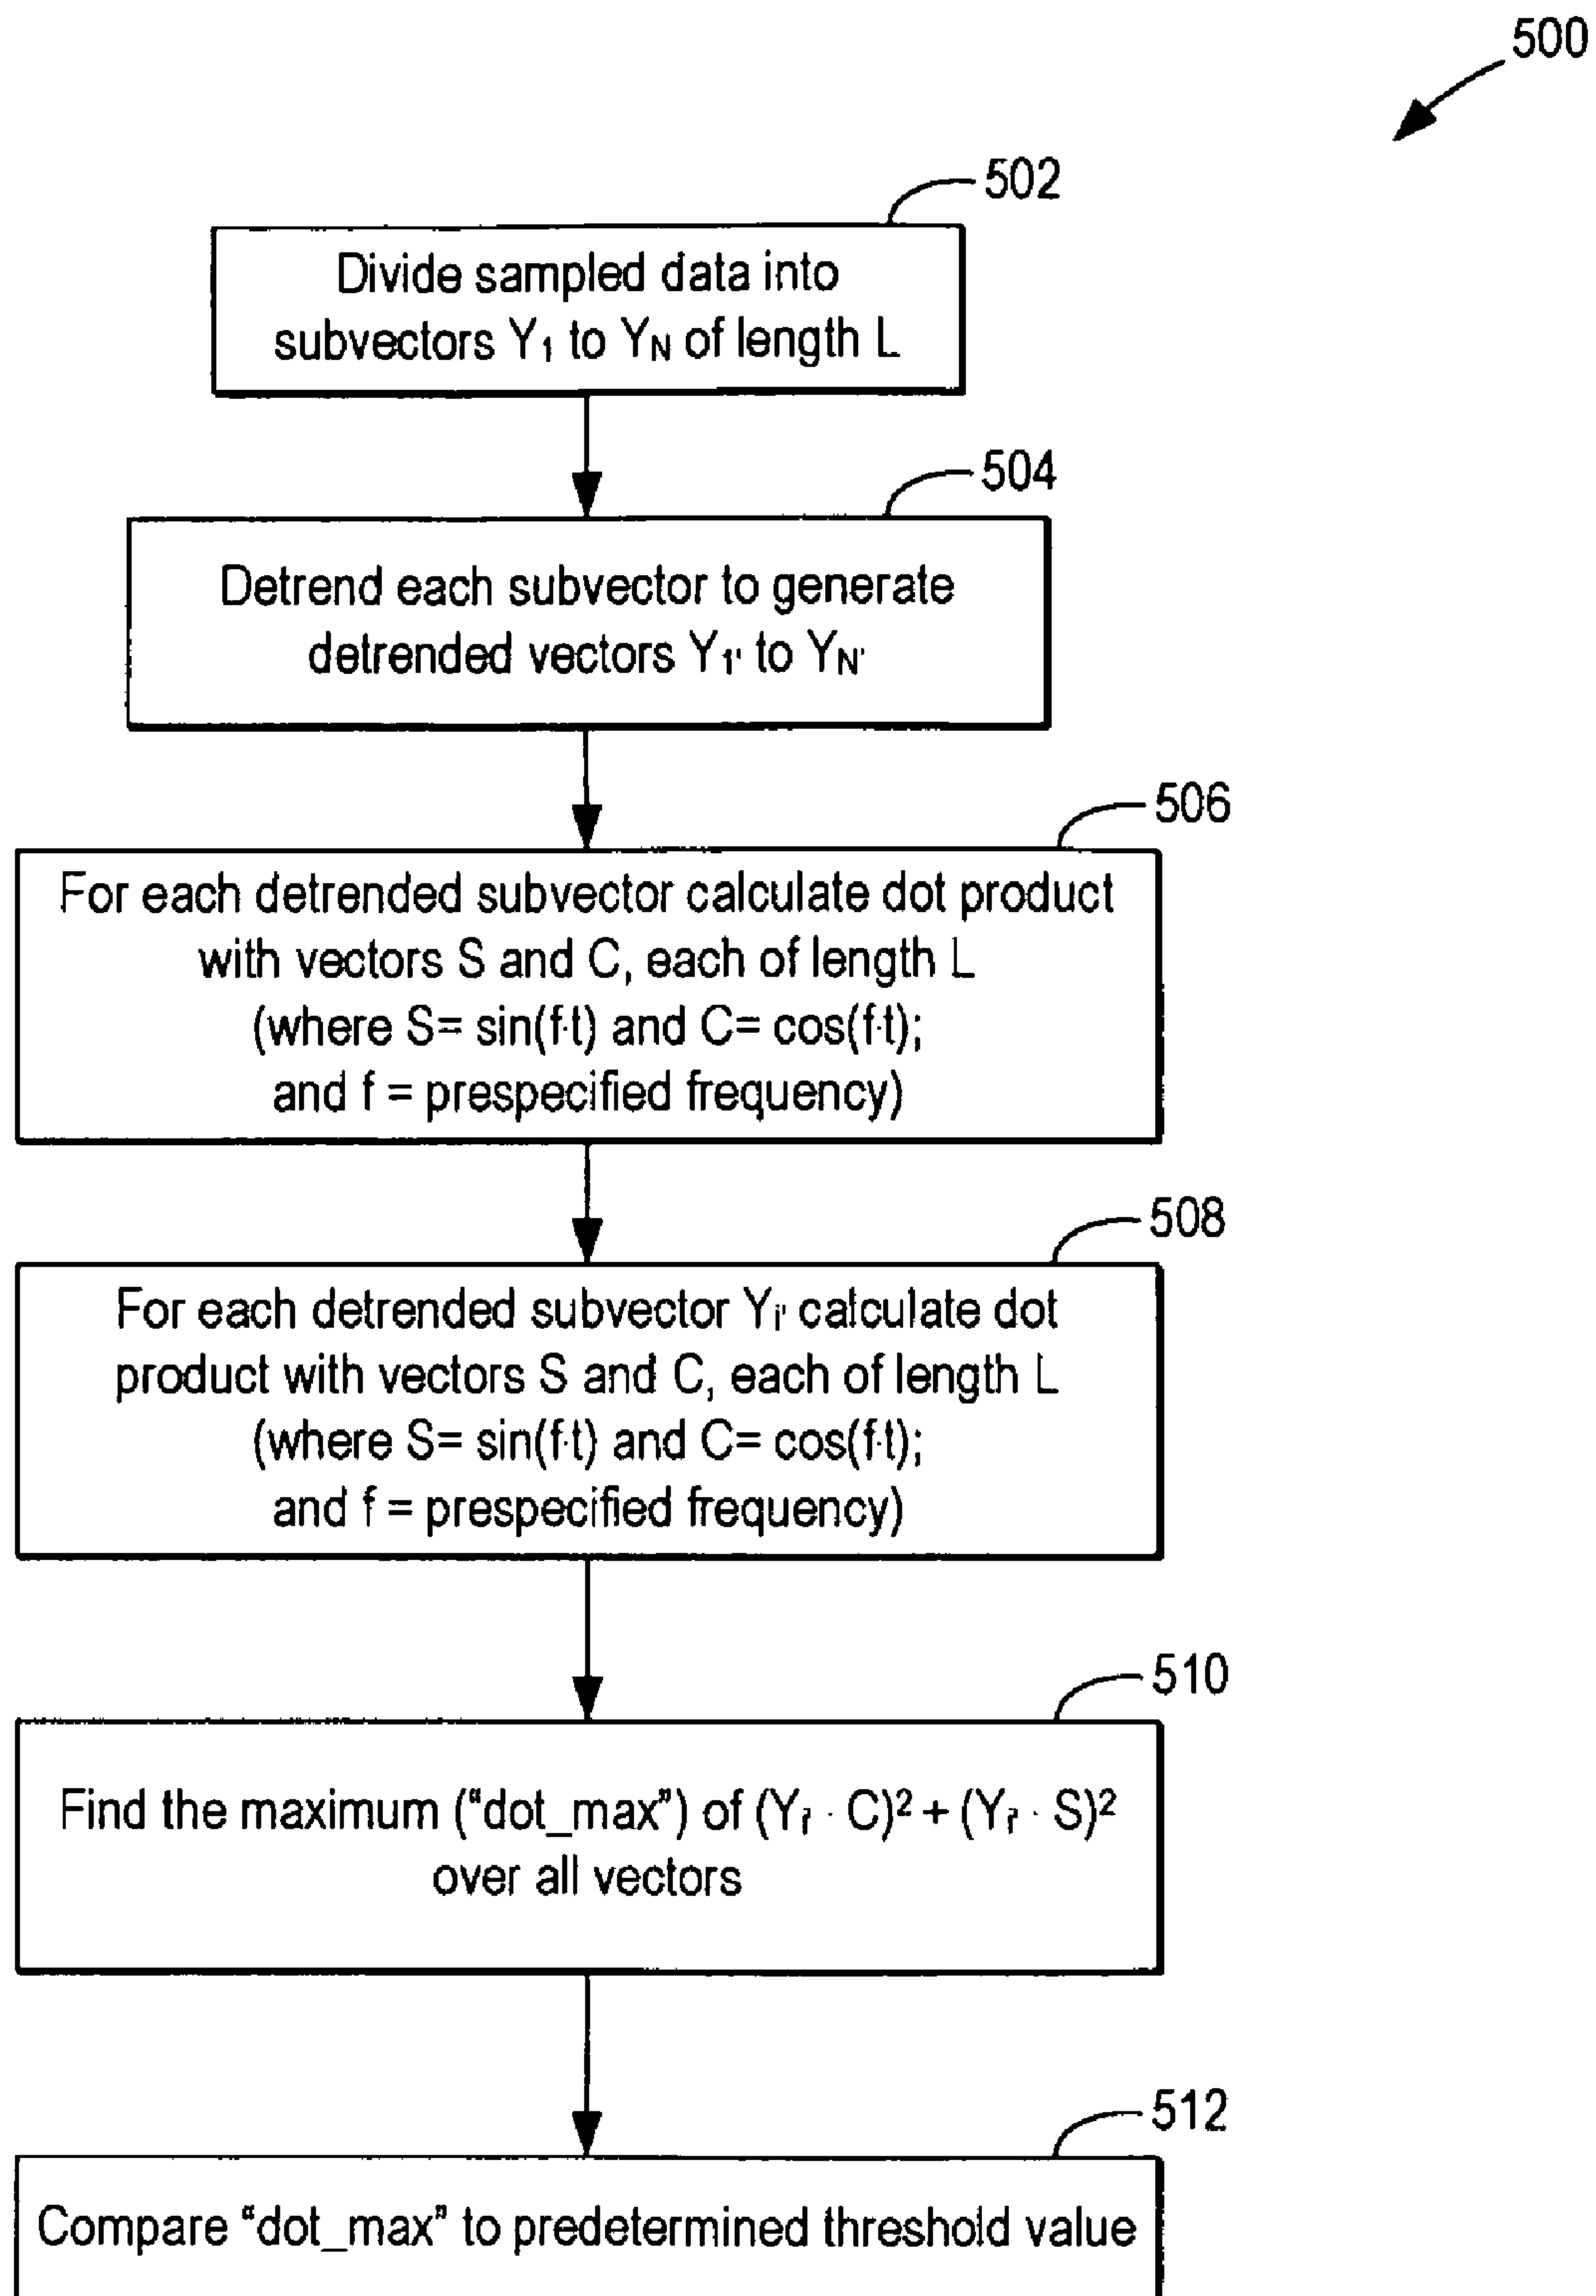 500
502
Divide sampled data into
subvectors Y₁ to Y_N of length L
504
Detrend each subvector to generate
detrended vectors Y₁' to Y_N'
506
For each detrended subvector calculate dot product
with vectors S and C, each of length L
(where S= sin(f·t) and C= cos(f·t);
and f = prespecified frequency)
508
For each detrended subvector Yᵢ' calculate dot
product with vectors S and C, each of length L
(where S= sin(f·t) and C= cos(f·t);
and f = prespecified frequency)
510
Find the maximum ("dot_max") of (Yᵢ' · C)² + (Yᵢ' · S)²
over all vectors
512
Compare "dot_max" to predetermined threshold value